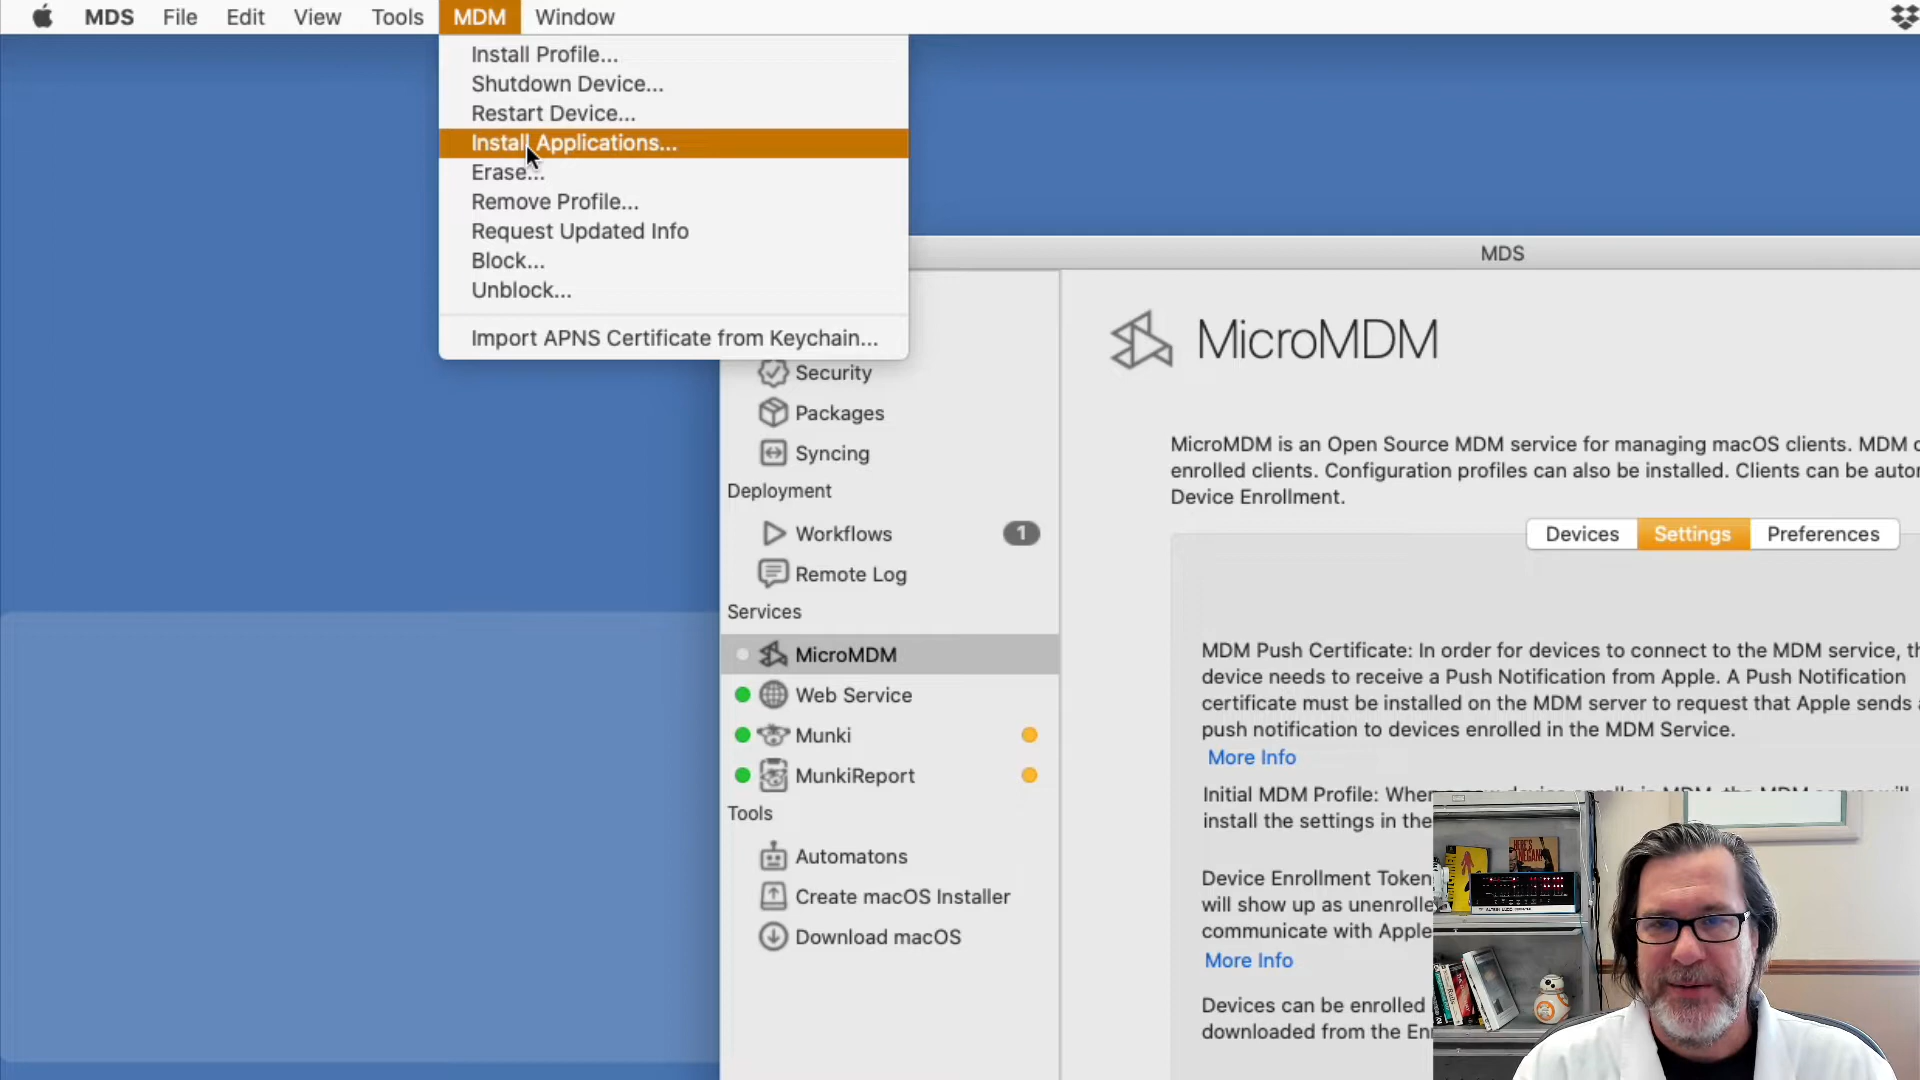 MDS File Edit View Tools MDM Window
Install Profile...
Shutdown Device...
Restart Device...
Install Applications...
Erase...
Remove Profile...
Request Updated Info
Block...
Unblock...
Import APNS Certificate from Keychain...
MDS
Security
Packages
Syncing
Deployment
Workflows 1
Remote Log
Services
MicroMDM
Web Service
Munki
MunkiReport
Tools
Automatons
Create macOS Installer
Download macOS
MicroMDM
MicroMDM is an Open Source MDM service for managing macOS clients. MDM
enrolled clients. Configuration profiles can also be installed. Clients can be
Device Enrollment.
Devices Settings Preferences
MDM Push Certificate: In order for devices to connect to the MDM service,
device needs to receive a Push Notification from Apple. A Push Notification
certificate must be installed on the MDM server to request that Apple sends
push notification to devices enrolled in the MDM Service.
More Info
Initial MDM Profile:
install the settings in the
Device Enrollment
will show up as
communicate with Apple
More Info
Devices can be enrolled
downloaded from the
HERE'S
NEGAN!